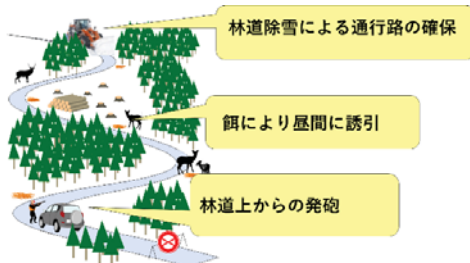 林道除雪による通行路の確保
餌により昼間に誘引
林道上からの発砲